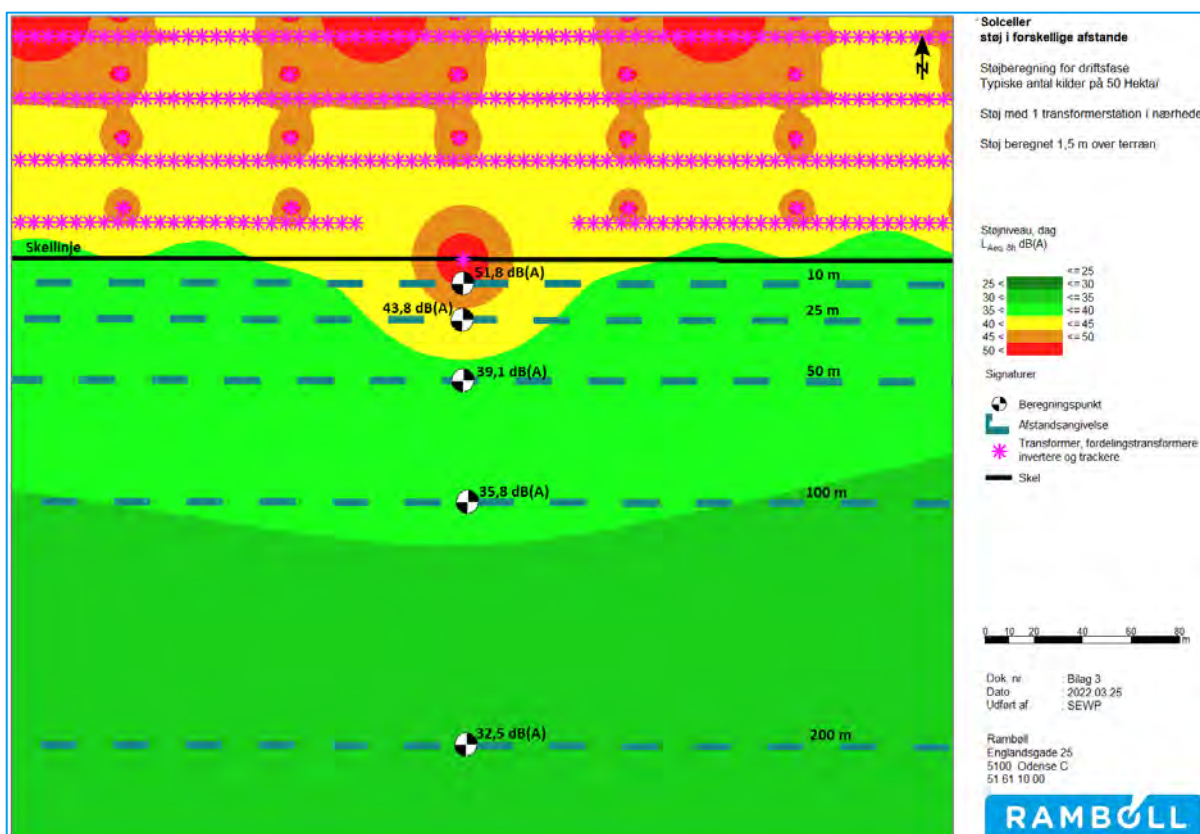 Solceller
støj i forskellige afstande
Støjberegning for driftsfase
Typiske antal kilder på 50 Hektar
Støj med 1 transformerstation i nærhede
Støj beregnet 1,5 m over terræn
N
Skellinje
51,8 dB(A)
10 m
43,8 dB(A)
25 m
39,1 dB(A)
50 m
35,8 dB(A)
100 m
32,5 dB(A)
200 m
Støjniveau, dag
LAeq, 8h dB(A)
<= 25
25 < <= 30
30 < <= 35
35 < <= 40
40 < <= 45
45 < <= 50
50 <
Signaturer
Beregningspunkt
Afstandsangivelse
Transformer, fordelingstransformere
invertere og trackere
Skel
0 10 20 40 60 80
m
Dok. nr : Bilag 3
Dato : 2022.03.25
Udført af : SEWP
Rambøll
Englandsgade 25
5100 Odense C
51 61 10 00
RAMBOLL